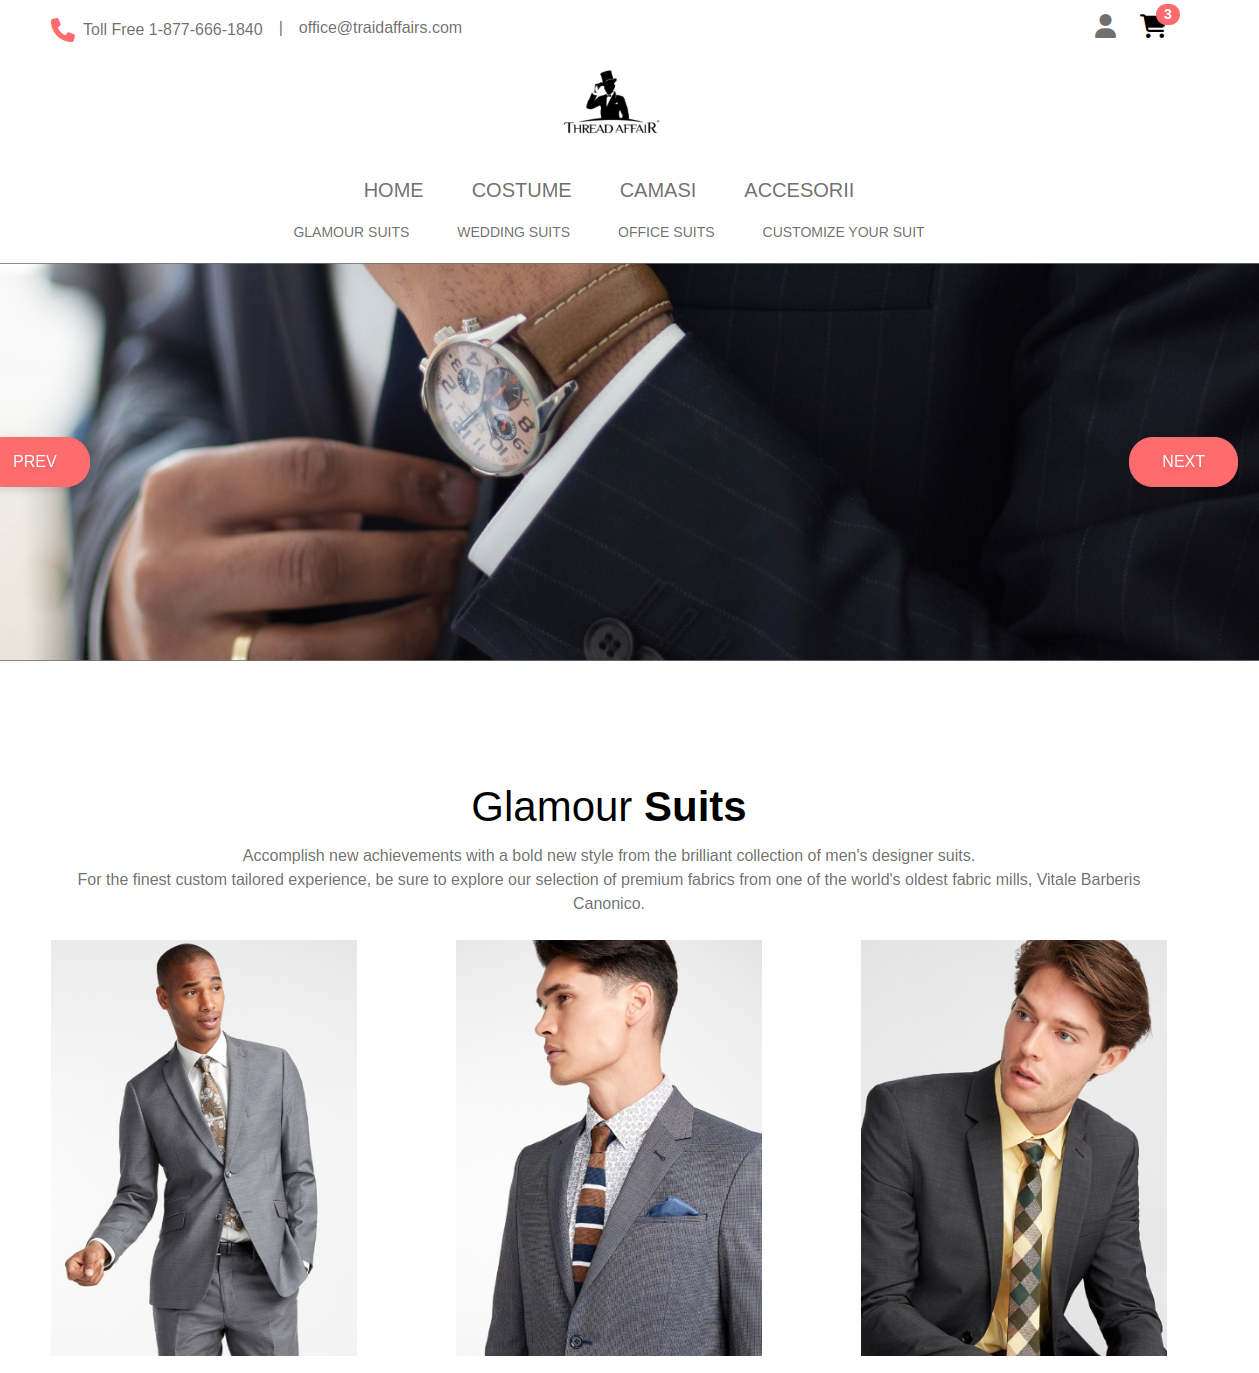 Toll Free 1-877-666-1840 | office@traidaffairs.com
3
THREAD AFFAIR
HOME COSTUME CAMASI ACCESORII
GLAMOUR SUITS WEDDING SUITS OFFICE SUITS CUSTOMIZE YOUR SUIT
PREV
NEXT
Glamour Suits
Accomplish new achievements with a bold new style from the brilliant collection of men's designer suits.
For the finest custom tailored experience, be sure to explore our selection of premium fabrics from one of the world's oldest fabric mills, Vitale Barberis
Canonico.